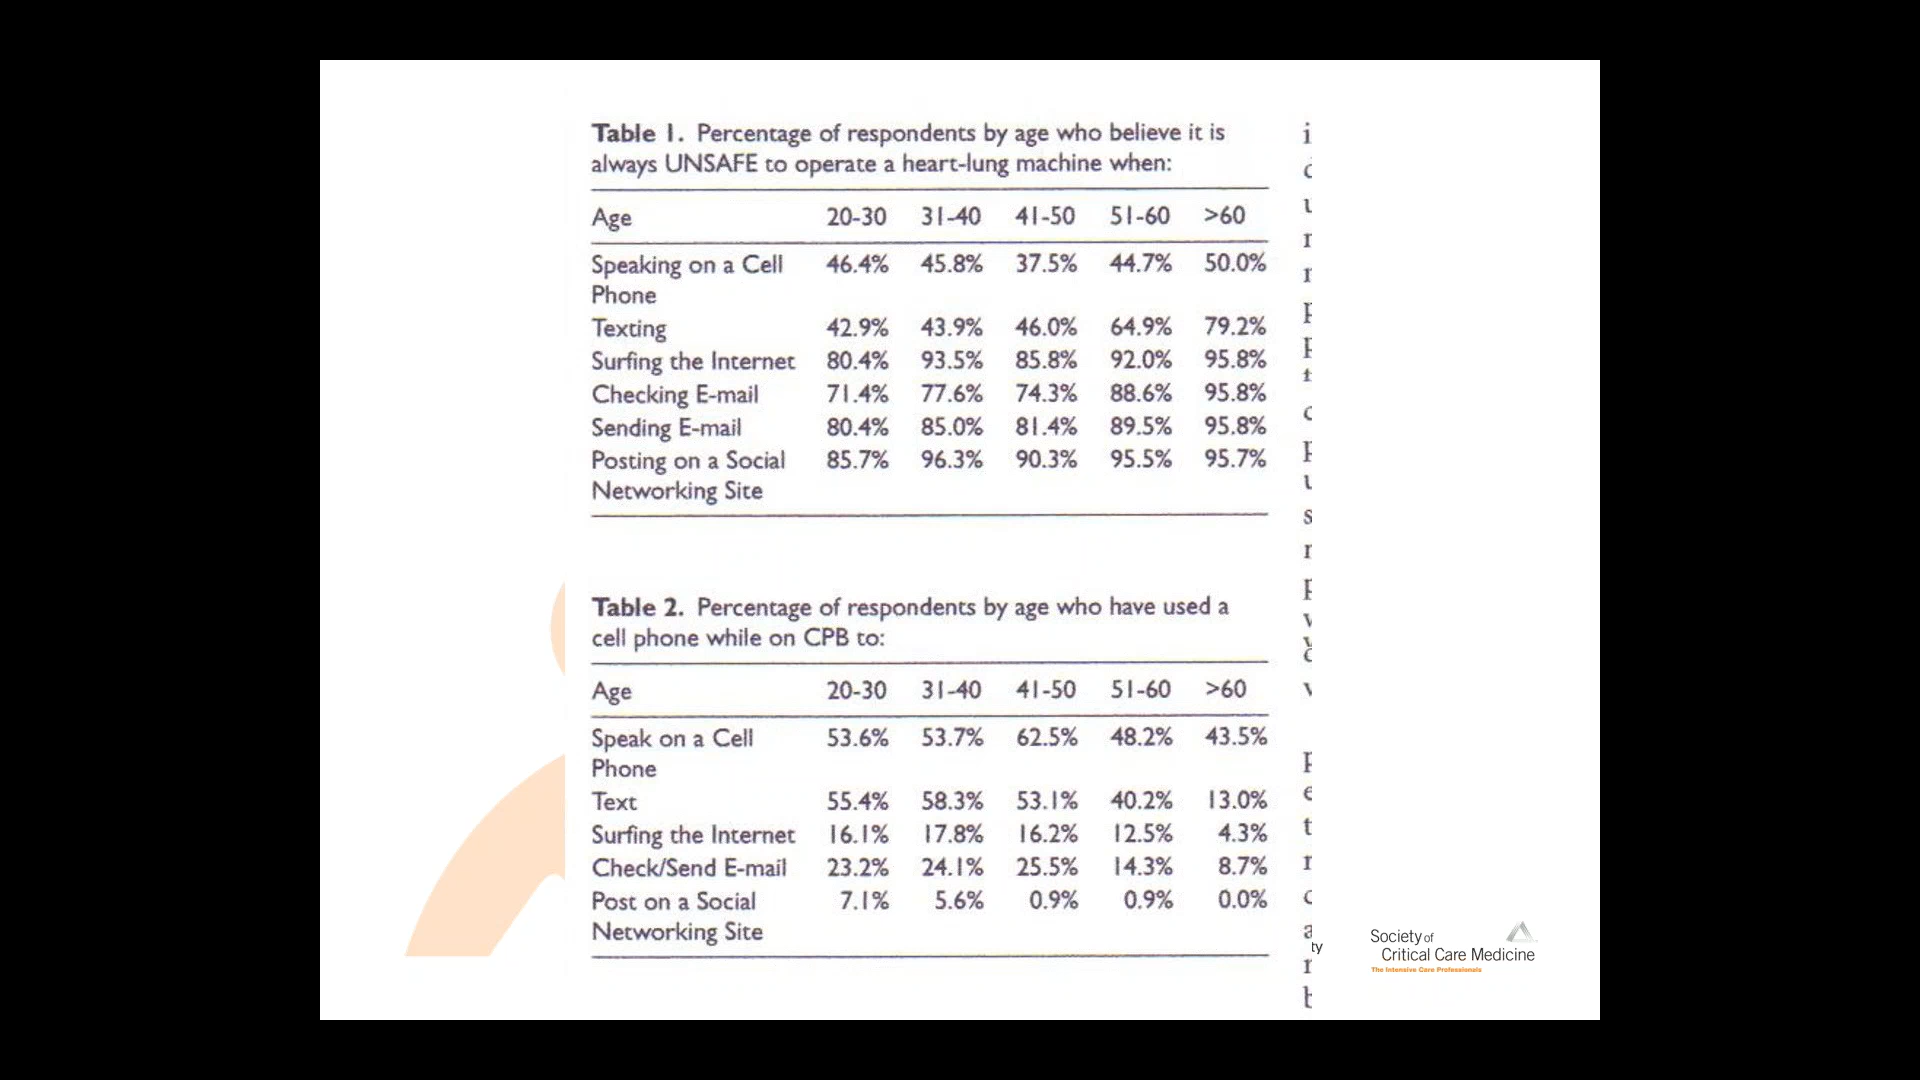 Table 1. Percentage of respondents by age who believe it is
always UNSAFE to operate a heart-lung machine when:
Age 20-30 31-40 41-50 51-60 >60
Speaking on a Cell 46.4% 45.8% 37.5% 44.7% 50.0%
Phone
Texting 42.9% 43.9% 46.0% 64.9% 79.2%
Surfing the Internet 80.4% 93.5% 85.8% 92.0% 95.8%
Checking E-mail 71.4% 77.6% 74.3% 88.6% 95.8%
Sending E-mail 80.4% 85.0% 81.4% 89.5% 95.8%
Posting on a Social 85.7% 96.3% 90.3% 95.5% 95.7%
Networking Site
Table 2. Percentage of respondents by age who have used a
cell phone while on CPB to:
Age 20-30 31-40 41-50 51-60 >60
Speak on a Cell 53.6% 53.7% 62.5% 48.2% 43.5%
Phone
Text 55.4% 58.3% 53.1% 40.2% 13.0%
Surfing the Internet 16.1% 17.8% 16.2% 12.5% 4.3%
Check/Send E-mail 23.2% 24.1% 25.5% 14.3% 8.7%
Post on a Social 7.1% 5.6% 0.9% 0.9% 0.0%
Networking Site
ty
Society of
Critical Care Medicine
The Intensive Care Professionals